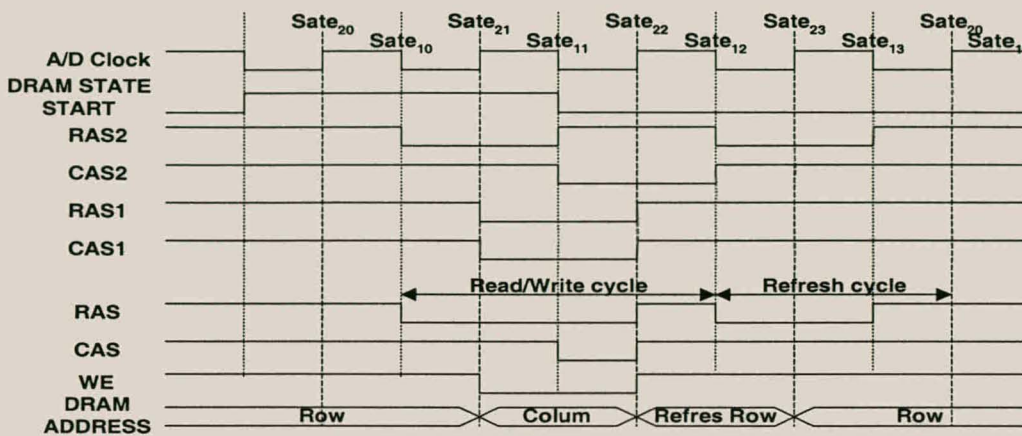 Sate20 Sate21 Sate22 Sate23 Sate20
Sate10 Sate11 Sate12 Sate13 Sate1
A/D Clock
DRAM STATE
START
RAS2
CAS2
RAS1
CAS1
Read/Write cycle Refresh cycle
RAS
CAS
WE
DRAM
ADDRESS
Row Colum Refres Row Row